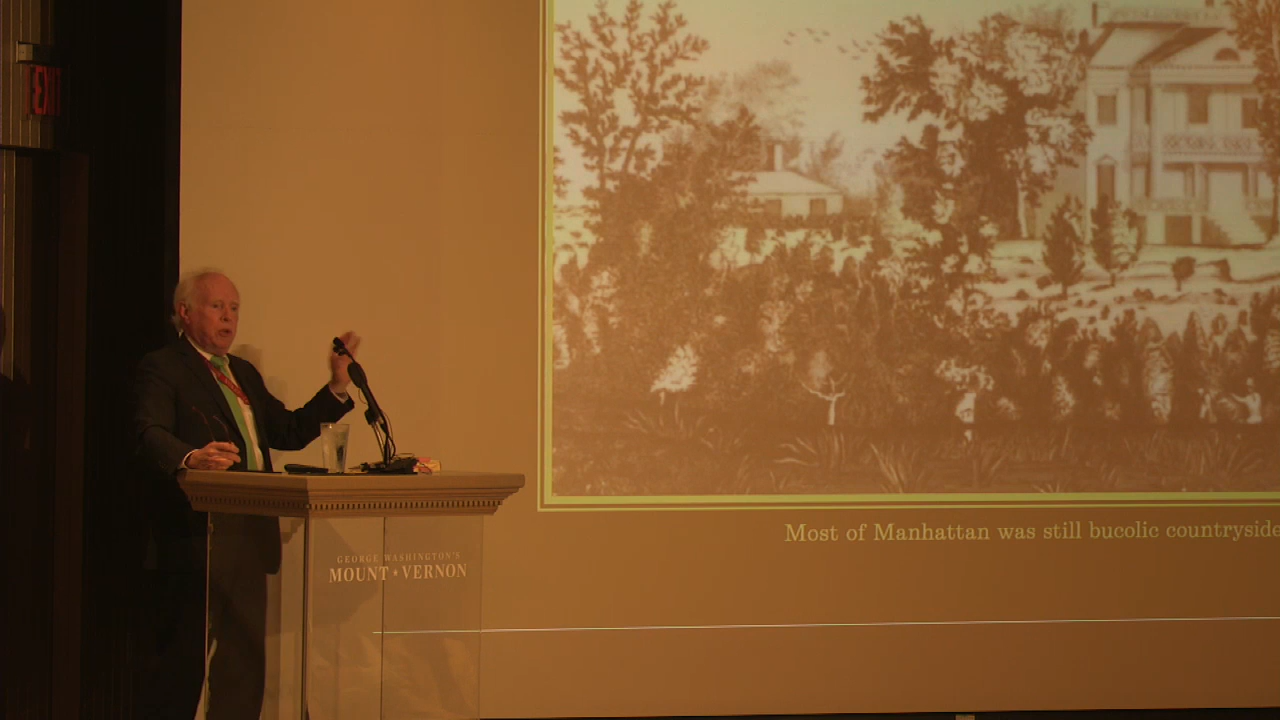 EXIT
Most of Manhattan was still bucolic countryside
GEORGE WASHINGTON'S
MOUNT VERNON